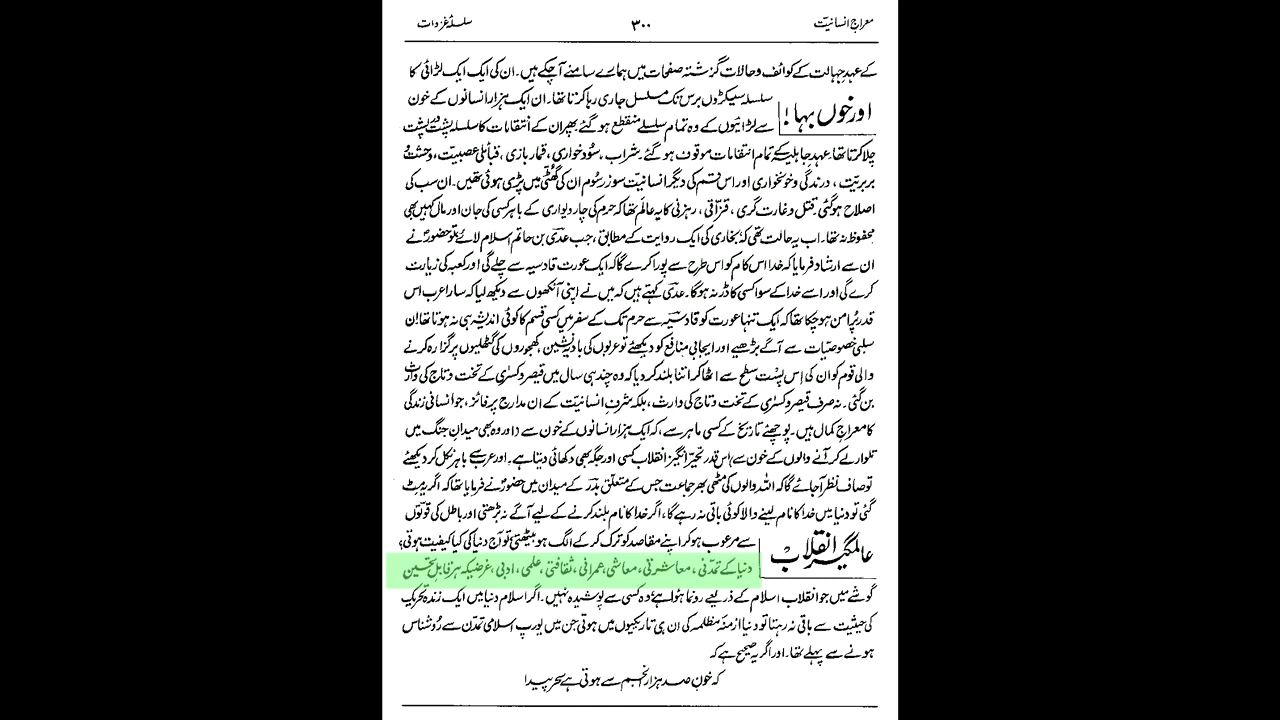 معراج انسانیت ۳۰۰ سلسلۂ غزوات
کے عہدِ جہالت کے کوائف و حالات گزشتہ صفحات میں ہمارے سامنے آچکے ہیں۔ ان کی ایک ایک لڑائی کا
اور خوں بہا!
سلسلہ سیکڑوں برس تک مسلسل جاری رہا کرتا تھا۔ ان ایک ہزار انسانوں کے خون
سے لڑائیوں کے وہ تمام سلسلے منقطع ہو گئے پھر ان کے انتقامات کا سلسلہ پشت در پشت
چلا کرتا تھا۔ عہدِ جاہلیہ کے تمام انتقامات موقوف ہو گئے۔ شراب، سود خواری، قمار بازی، قبائلی عصبیت، وحشت و
بربریت، درندگی و خونخواری اور اس قسم کی دیگر انسانیت سوز رسوم ان کی گھٹی میں پڑی ہوئی تھیں۔ ان سب کی
اصلاح ہو گئی۔ قتل و غارت گری، قزاقی، رہزنی کا یہ عالم تھا کہ حرم کی چار دیواری کے باہر کسی کی جان اور مال کہیں بھی
محفوظ نہ تھا۔ اب یہ حالت تھی کہ بخاری کی ایک روایت کے مطابق، جب عدیؓ بن حاتم اسلام لائے تو حضورؐ نے
ان سے ارشاد فرمایا کہ خدا اس کام کو اس طرح سے پورا کرے گا کہ ایک عورت قادسیہ سے چلے گی اور کعبہ کی زیارت
کرے گی اور اسے خدا کے سوا کسی کا ڈر نہ ہوگا۔ عدیؓ کہتے ہیں کہ میں نے اپنی آنکھوں سے دیکھ لیا کہ سارا عرب اس
قدر پُر امن ہو چکا تھا کہ ایک تنہا عورت کو قادسیہ سے حرم تک کے سفر میں کسی قسم کا کوئی اندیشہ ہی نہ ہوتا تھا! ان
سلبی خصوصیات سے آگے بڑھیے اور ایجابی منافع کو دیکھئے تو عربوں کی بادیہ نشین، کھجوروں کی گٹھلیوں پر گزارہ کرنے
والی قوم کو ان کی اِس پست سطح سے اٹھا کر اتنا بلند کر دیا کہ وہ چند ہی سال میں قیصر و کسریٰ کے تخت و تاج کی وارث
بن گئی۔ نہ صرف قیصر و کسریٰ کے تخت و تاج کی وارث، بلکہ شرفِ انسانیت کے ان مدارج پر فائز، جو انسانی زندگی
کا معراجِ کمال ہیں۔ پوچھئے تاریخ کے کسی ماہر سے، کہ ایک ہزار انسانوں کے خون سے (اور وہ بھی میدانِ جنگ میں
تلوار لے کر آنے والوں کے خون سے) اس قدر تحیّر انگیز انقلاب کسی اور جگہ بھی دکھائی دیتا ہے۔ اور عرب سے باہر نکل کر دیکھئے
تو صاف نظر آجائے گا کہ اللہ والوں کی مٹھی بھر جماعت جس کے متعلق بدر کے میدان میں حضورؐ نے فرمایا تھا کہ اگر یہ مٹ
گئی تو دنیا میں خدا کا نام لینے والا کوئی باقی نہ رہے گا، اگر خدا کا نام بلند کرنے کے لیے آگے نہ بڑھتی اور باطل کی قوتوں
عالمگیر انقلاب
سے مرعوب ہو کر اپنے مقاصد کو ترک کر کے الگ ہو بیٹھتی تو آج دنیا کی کیا کیفیت ہوتی؟
دنیا کے تمدنی، معاشرتی، معاشی، عمرانی، ثقافتی، علمی، ادبی، غرضیکہ ہر قابلِ تحسین
گوشے میں جو انقلاب اسلام کے ذریعے رونما ہوا ہے وہ کسی سے پوشیدہ نہیں۔ اگر اسلام دنیا میں ایک زندہ تحریک
کی حیثیت سے باقی نہ رہتا تو دنیا ازمنۂ مظلمہ کی ان ہی تاریکیوں میں ہوتی جن میں یورپ اسلامی تمدن سے روشناس
ہونے سے پہلے تھا۔ اور اگر یہ صحیح ہے کہ
کہ خونِ صد ہزار انجم سے ہوتی ہے سحر پیدا